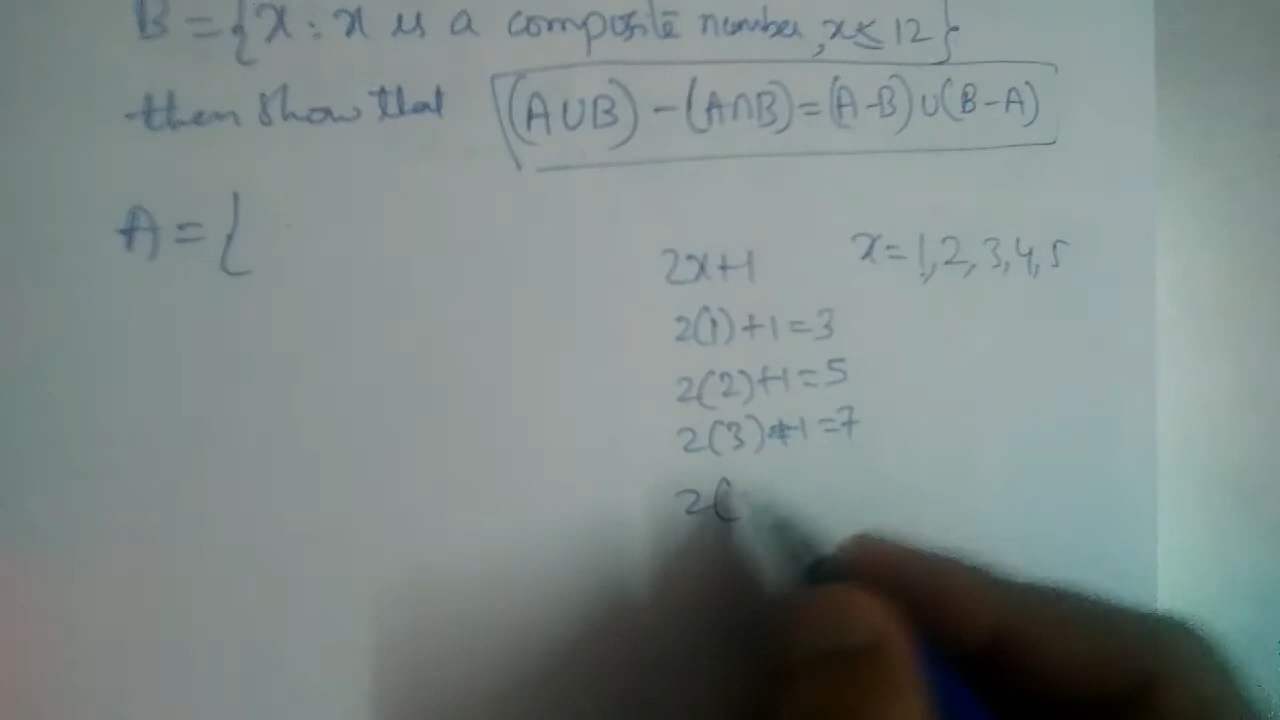 B = {x : x is a composite number, x ≤ 12}
then show that (A∪B) - (A∩B) = (A-B)∪(B-A)
A = {
2x+1 x = 1,2,3,4,5
2(1)+1=3
2(2)+1=5
2(3)+1=7
2(